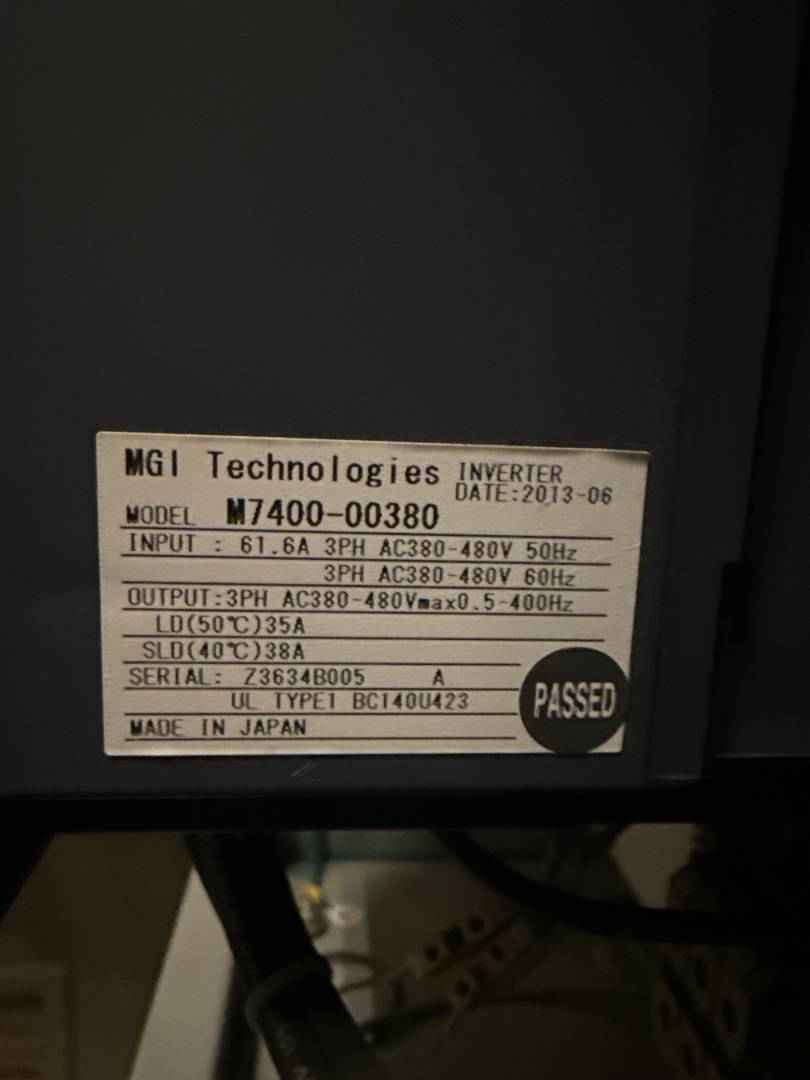 MGI Technologies INVERTER
DATE:2013-06
MODEL M7400-00380
INPUT : 61.6A 3PH AC380-480V 50Hz
3PH AC380-480V 60Hz
OUTPUT:3PH AC380-480Vmax0.5-400Hz
LD(50℃)35A
SLD(40℃)38A
SERIAL: Z3634B005 A
UL TYPE1 BC140U423
PASSED
MADE IN JAPAN